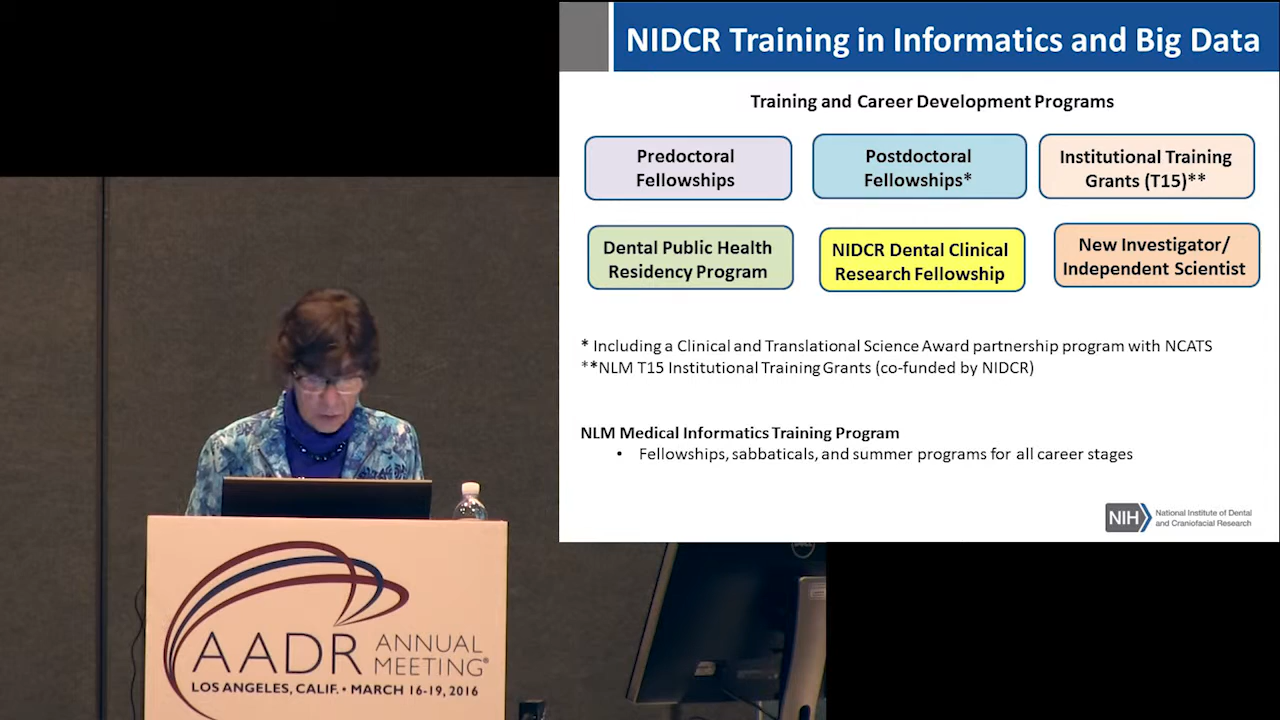 NIDCR Training in Informatics and Big Data
Training and Career Development Programs
Predoctoral
Fellowships
Postdoctoral
Fellowships*
Institutional Training
Grants (T15)**
Dental Public Health
Residency Program
NIDCR Dental Clinical
Research Fellowship
New Investigator/
Independent Scientist
* Including a Clinical and Translational Science Award partnership program with NCATS
**NLM T15 Institutional Training Grants (co-funded by NIDCR)
NLM Medical Informatics Training Program
• Fellowships, sabbaticals, and summer programs for all career stages
NIH
National Institute of Dental
and Craniofacial Research
DELL
AADR ANNUAL
MEETING®
LOS ANGELES, CALIF. • MARCH 16-19, 2016